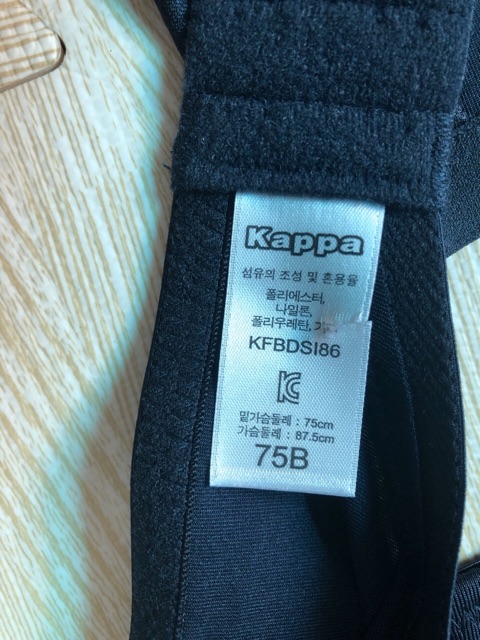 Kappa
섬유의 조성 및 혼용율
폴리에스터,
나일론,
폴리우레탄,
KFBDSI86
밑가슴둘레 : 75cm
가슴둘레 : 87.5cm
75B